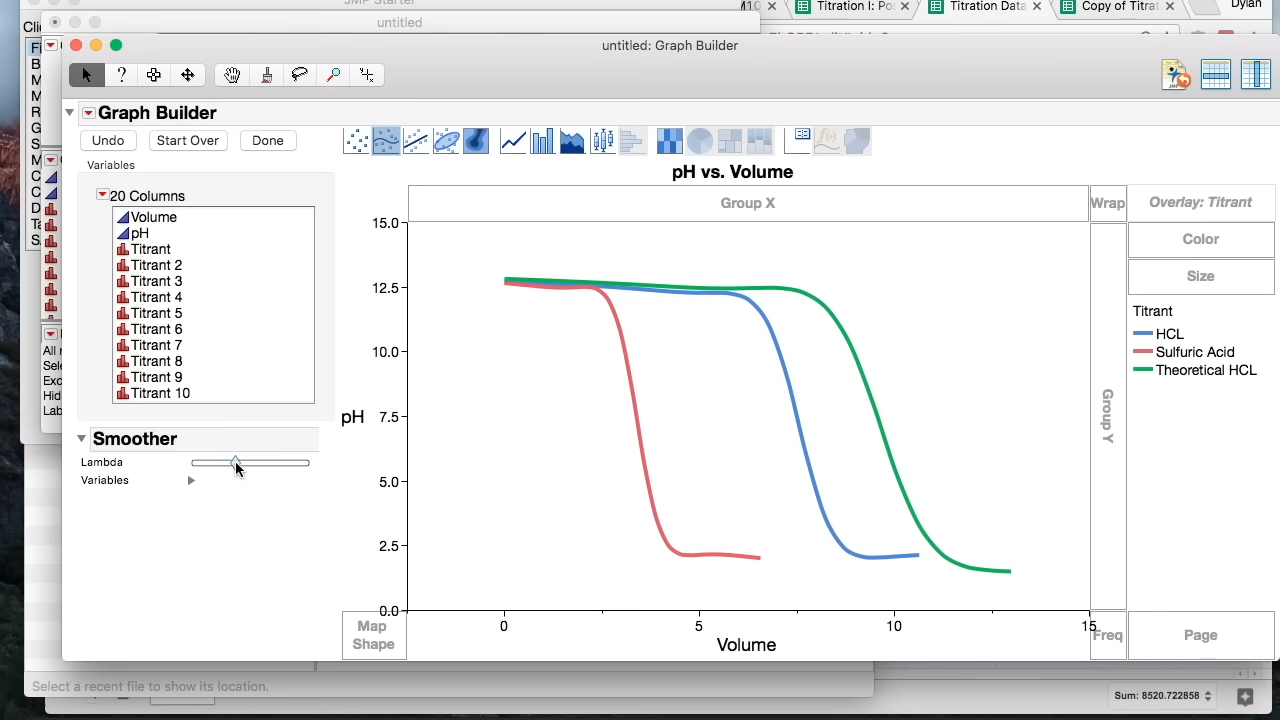 JMP Starter
untitled
Titration I: Po
Titration Data
Copy of Titrat
Dylan
untitled: Graph Builder
Graph Builder
Undo
Start Over
Done
Variables
20 Columns
Volume
pH
Titrant
Titrant 2
Titrant 3
Titrant 4
Titrant 5
Titrant 6
Titrant 7
Titrant 8
Titrant 9
Titrant 10
Smoother
Lambda
Variables
pH vs. Volume
Group X
Wrap
Overlay: Titrant
Color
Size
Titrant
HCL
Sulfuric Acid
Theoretical HCL
Group Y
pH
15.0
12.5
10.0
7.5
5.0
2.5
0.0
0
5
10
15
Volume
Map
Shape
Freq
Page
All r
Sele
Exc
Hid
Lab
Select a recent file to show its location.
Sum: 8520.722858